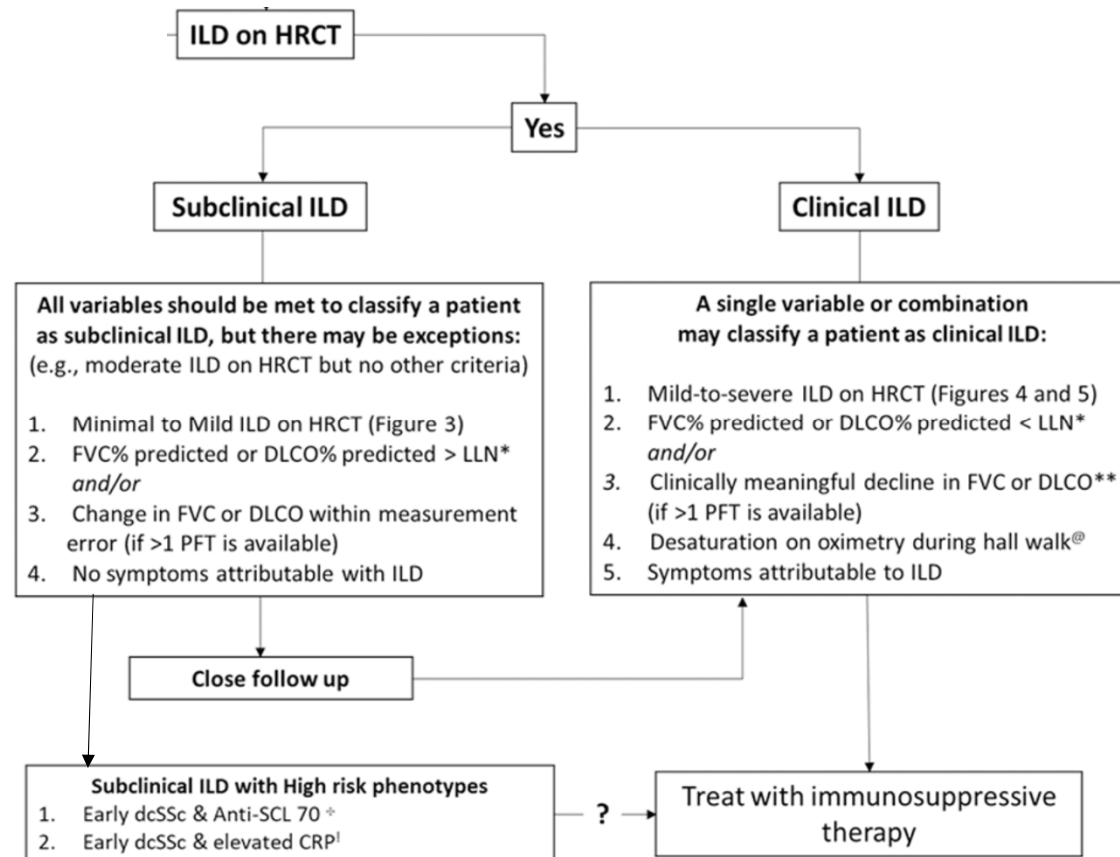 ILD on HRCT
Yes
Subclinical ILD
Clinical ILD
All variables should be met to classify a patient
as subclinical ILD, but there may be exceptions:
(e.g., moderate ILD on HRCT but no other criteria)
1. Minimal to Mild ILD on HRCT (Figure 3)
2. FVC% predicted or DLCO% predicted > LLN*
and/or
3. Change in FVC or DLCO within measurement
error (if >1 PFT is available)
4. No symptoms attributable with ILD
A single variable or combination
may classify a patient as clinical ILD:
1. Mild-to-severe ILD on HRCT (Figures 4 and 5)
2. FVC% predicted or DLCO% predicted < LLN*
and/or
3. Clinically meaningful decline in FVC or DLCO**
(if >1 PFT is available)
4. Desaturation on oximetry during hall walk@
5. Symptoms attributable to ILD
Close follow up
Subclinical ILD with High risk phenotypes
1. Early dcSSc & Anti-SCL 70 +
2. Early dcSSc & elevated CRP!
?
Treat with immunosuppressive
therapy